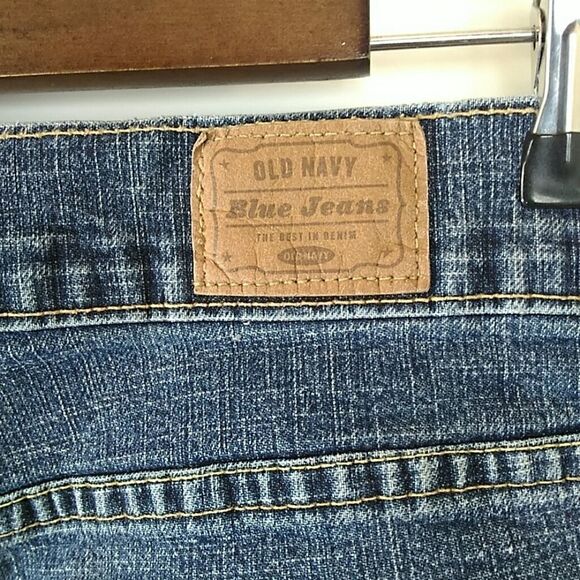 OLD NAVY
Blue Jeans
THE BEST IN DENIM
OLD NAVY